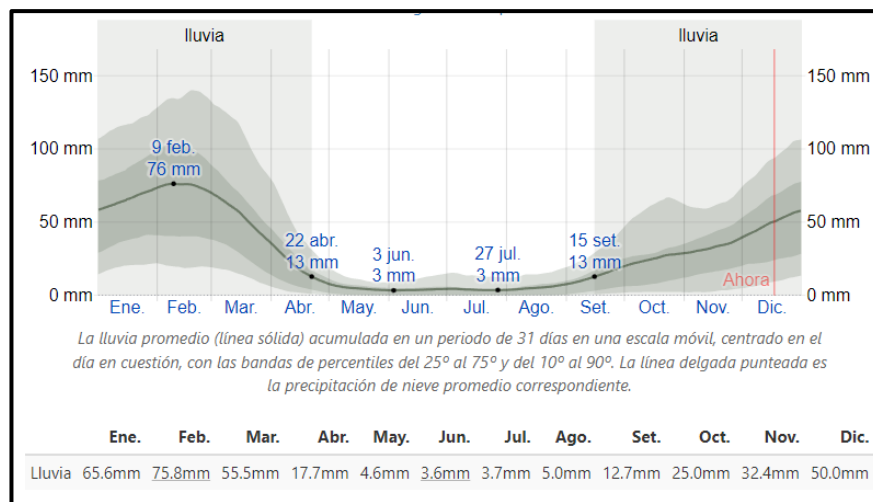 lluvia lluvia
150 mm 150 mm
100 mm 100 mm
9 feb.
76 mm
50 mm 50 mm
22 abr. 3 jun. 27 jul. 15 set.
13 mm 3 mm 3 mm 13 mm
Ahora
0 mm 0 mm
Ene. Feb. Mar. Abr. May. Jun. Jul. Ago. Set. Oct. Nov. Dic.
La lluvia promedio (línea sólida) acumulada en un periodo de 31 días en una escala móvil, centrado en el
día en cuestión, con las bandas de percentiles del 25º al 75º y del 10º al 90º. La línea delgada punteada es
la precipitación de nieve promedio correspondiente.
Ene. Feb. Mar. Abr. May. Jun. Jul. Ago. Set. Oct. Nov. Dic.
Lluvia 65.6mm 75.8mm 55.5mm 17.7mm 4.6mm 3.6mm 3.7mm 5.0mm 12.7mm 25.0mm 32.4mm 50.0mm